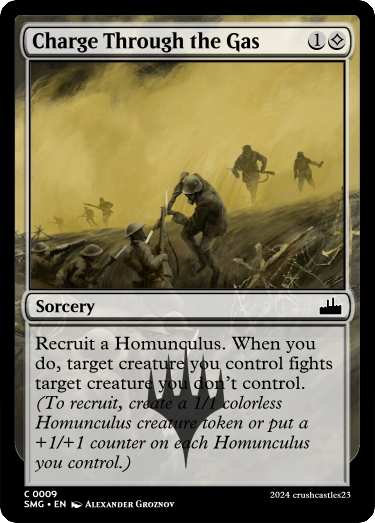 Charge Through the Gas 1
Sorcery
Recruit a Homunculus. When you
do, target creature you control fights
target creature you don't control.
(To recruit, create a 1/1 colorless
Homunculus creature token or put a
+1/+1 counter on each Homunculus
you control.)
C 0009
SMG • EN Alexander Groznov
2024 crushcastles23